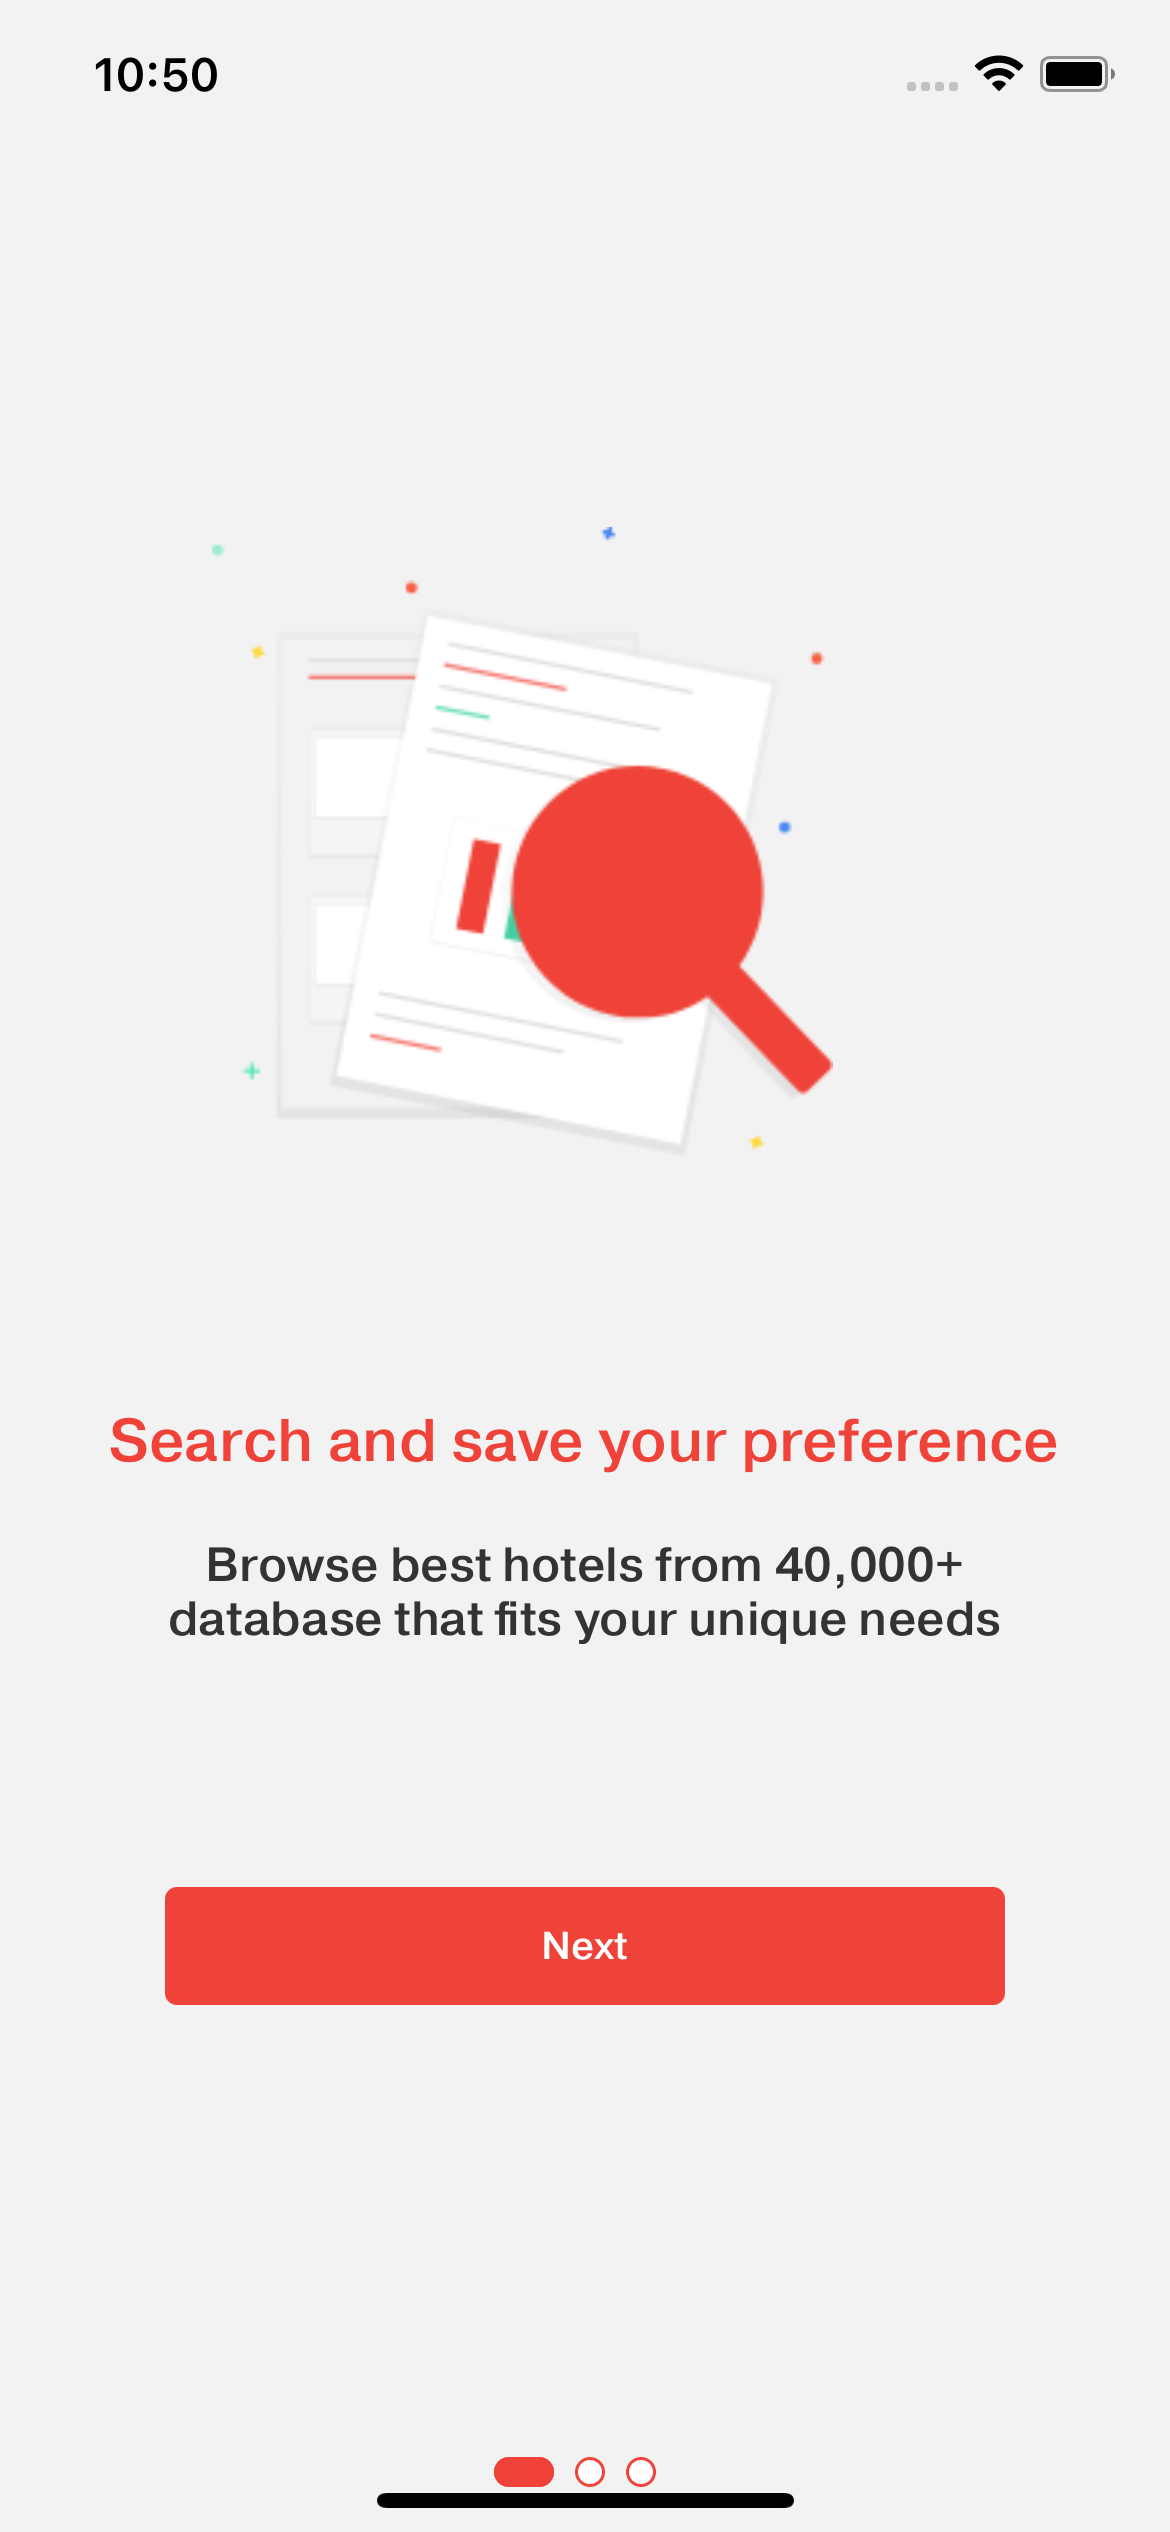 10:50
Search and save your preference
Browse best hotels from 40,000+
database that fits your unique needs
Next